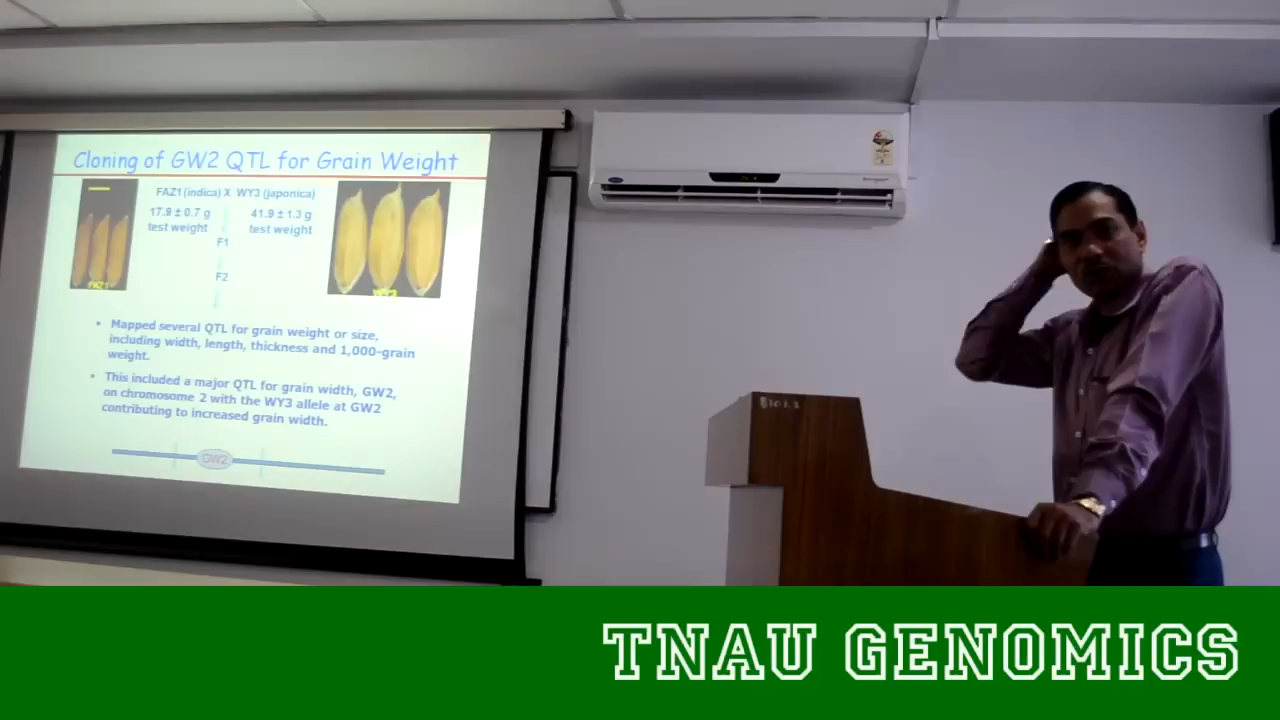 Cloning of GW2 QTL for Grain Weight
FAZ1 (indica) X WY3 (japonica)
17.9 ± 0.7 g
test weight
41.9 ± 1.3 g
test weight
F1
F2
FAZ1
WY3
• Mapped several QTL for grain weight or size,
including width, length, thickness and 1,000-grain
weight.
• This included a major QTL for grain width, GW2,
on chromosome 2 with the WY3 allele at GW2
contributing to increased grain width.
GW2
TNAU GENOMICS